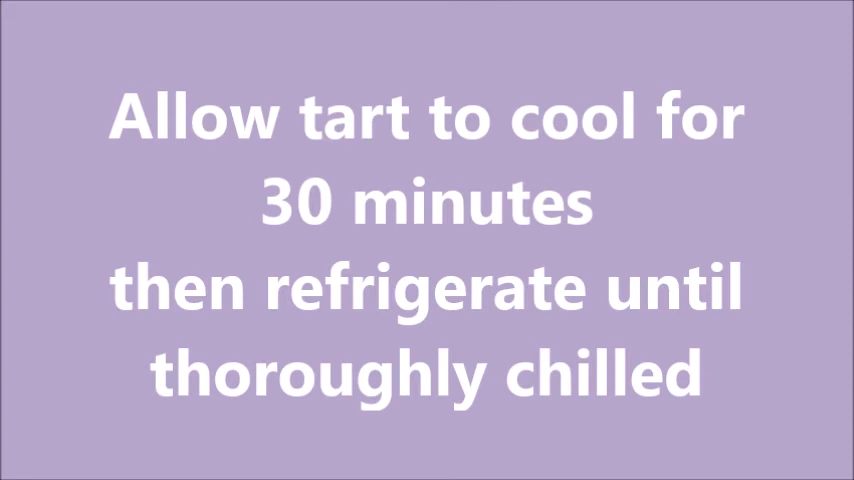 Allow tart to cool for
30 minutes
then refrigerate until
thoroughly chilled